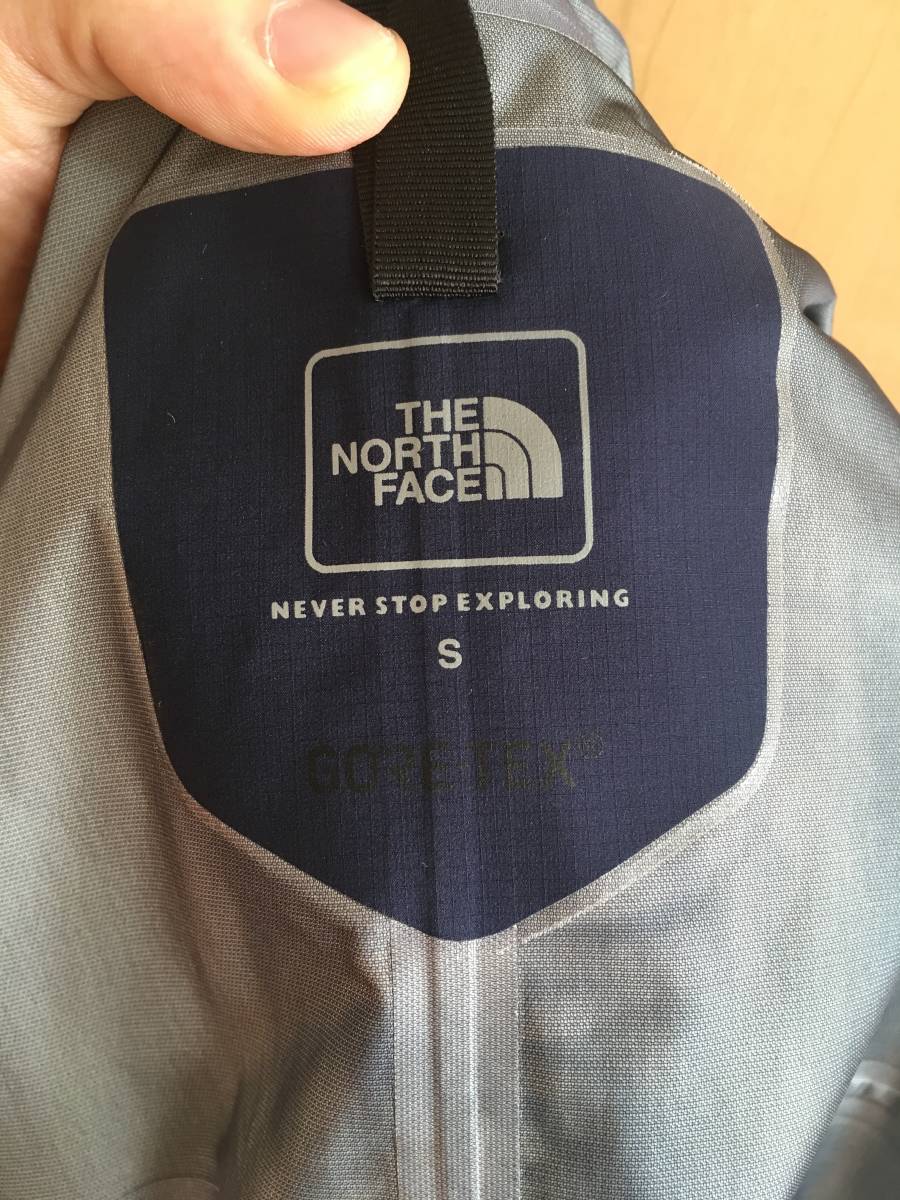 THE
NORTH
FACE
NEVER STOP EXPLORING
S
GORE-TEX®